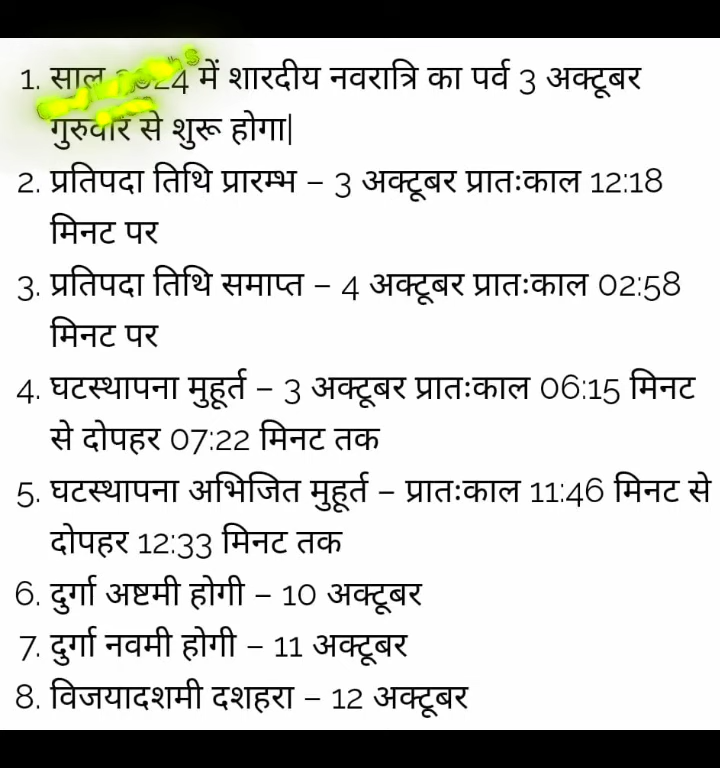 1. साल 2024 में शारदीय नवरात्रि का पर्व 3 अक्टूबर
गुरुवार से शुरू होगा|
2. प्रतिपदा तिथि प्रारम्भ – 3 अक्टूबर प्रातःकाल 12:18
मिनट पर
3. प्रतिपदा तिथि समाप्त – 4 अक्टूबर प्रातःकाल 02:58
मिनट पर
4. घटस्थापना मुहूर्त – 3 अक्टूबर प्रातःकाल 06:15 मिनट
से दोपहर 07:22 मिनट तक
5. घटस्थापना अभिजित मुहूर्त – प्रातःकाल 11:46 मिनट से
दोपहर 12:33 मिनट तक
6. दुर्गा अष्टमी होगी – 10 अक्टूबर
7. दुर्गा नवमी होगी – 11 अक्टूबर
8. विजयादशमी दशहरा – 12 अक्टूबर